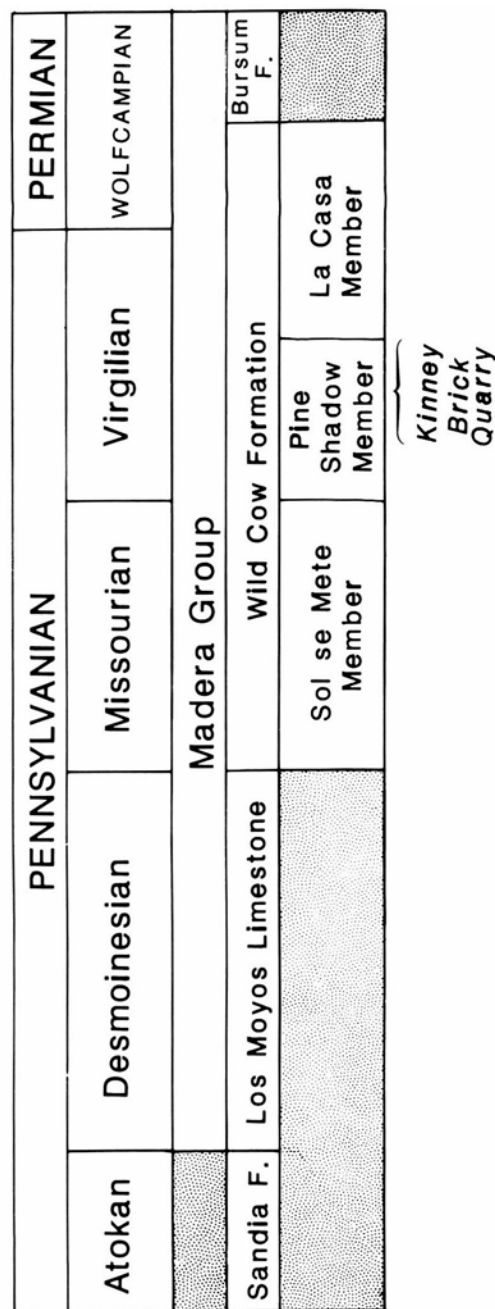 PERMIAN
PENNSYLVANIAN
WOLFCAMPIAN
Virgilian
Missourian
Desmoinesian
Atokan
Madera Group
Bursum
F.
Wild Cow Formation
Los Moyos Limestone
Sandia F.
La Casa
Member
Pine
Shadow
Member
Sol se Mete
Member
Kinney
Brick
Quarry